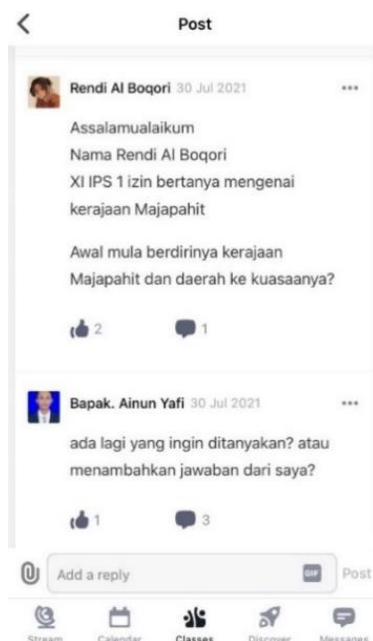 Post
Rendi Al Boqori 30 Jul 2021
Assalamualaikum
Nama Rendi Al Boqori
XI IPS 1 izin bertanya mengenai
kerajaan Majapahit
Awal mula berdirinya kerajaan
Majapahit dan daerah ke kuasaanya?
2
1
Bapak. Ainun Yafi 30 Jul 2021
ada lagi yang ingin ditanyakan? atau
menambahkan jawaban dari saya?
1
3
Add a reply GIF Post
Stream Calendar Classes Discover Messages